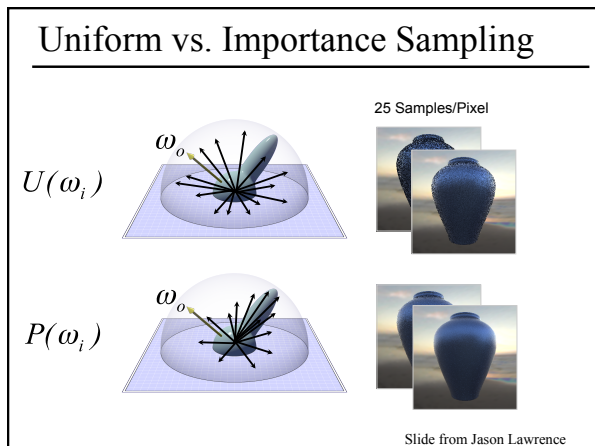 Uniform vs. Importance Sampling
25 Samples/Pixel
ωₒ
U(ωᵢ)
ωₒ
P(ωᵢ)
Slide from Jason Lawrence